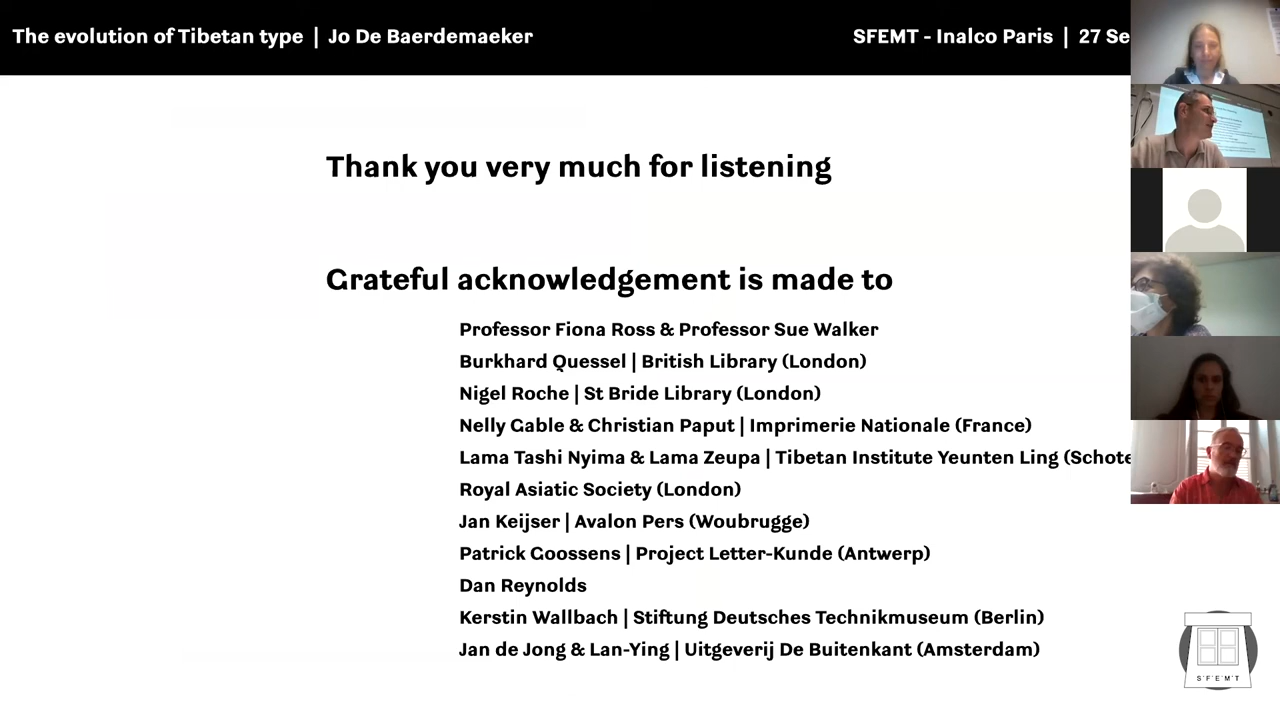 The evolution of Tibetan type | Jo De Baerdemaeker
SFEMT - Inalco Paris | 27 Se
Thank you very much for listening
Grateful acknowledgement is made to
Professor Fiona Ross & Professor Sue Walker
Burkhard Quessel | British Library (London)
Nigel Roche | St Bride Library (London)
Nelly Gable & Christian Paput | Imprimerie Nationale (France)
Lama Tashi Nyima & Lama Zeupa | Tibetan Institute Yeunten Ling (Schote
Royal Asiatic Society (London)
Jan Keijser | Avalon Pers (Woubrugge)
Patrick Goossens | Project Letter-Kunde (Antwerp)
Dan Reynolds
Kerstin Wallbach | Stiftung Deutsches Technikmuseum (Berlin)
Jan de Jong & Lan-Ying | Uitgeverij De Buitenkant (Amsterdam)
S·F·E·M·T